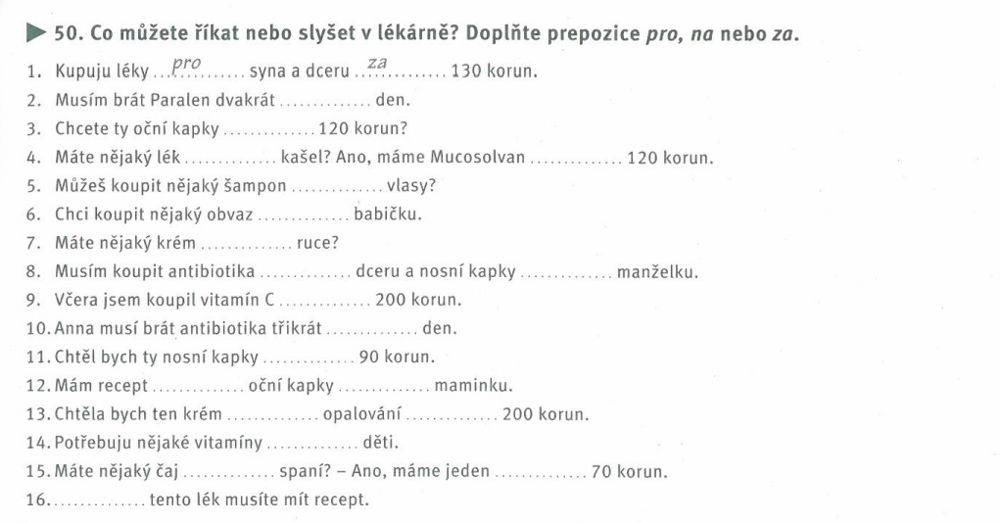 ▶ 50. Co můžete říkat nebo slyšet v lékárně? Doplňte prepozice pro, na nebo za.
1. Kupuju léky ...pro.......... syna a dceru ..za............ 130 korun.
2. Musím brát Paralen dvakrát .............. den.
3. Chcete ty oční kapky .............. 120 korun?
4. Máte nějaký lék .............. kašel? Ano, máme Mucosolvan .............. 120 korun.
5. Můžeš koupit nějaký šampon .............. vlasy?
6. Chci koupit nějaký obvaz .............. babičku.
7. Máte nějaký krém .............. ruce?
8. Musím koupit antibiotika .............. dceru a nosní kapky .............. manželku.
9. Včera jsem koupil vitamín C .............. 200 korun.
10. Anna musí brát antibiotika třikrát .............. den.
11. Chtěl bych ty nosní kapky .............. 90 korun.
12. Mám recept .............. oční kapky .............. maminku.
13. Chtěla bych ten krém .............. opalování .............. 200 korun.
14. Potřebuju nějaké vitamíny .............. děti.
15. Máte nějaký čaj .............. spaní? – Ano, máme jeden .............. 70 korun.
16. .............. tento lék musíte mít recept.